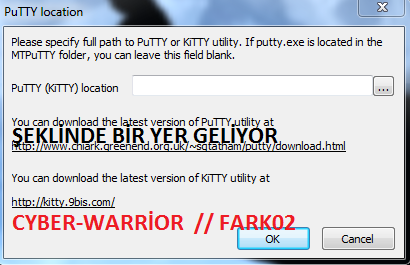 PuTTY location
Please specify full path to PuTTY or KiTTY utility. If putty.exe is located in the
MTPuTTY folder, you can leave this field blank.
PuTTY (KiTTY) location
...
You can download the latest version of PuTTY utility at
ŞEKLİNDE BİR YER GELİYOR
http://www.chiark.greenend.org.uk/~sgtatham/putty/download.html
You can download the latest version of KiTTY utility at
http://kitty.9bis.com/
CYBER-WARRİOR // FARK02
OK Cancel